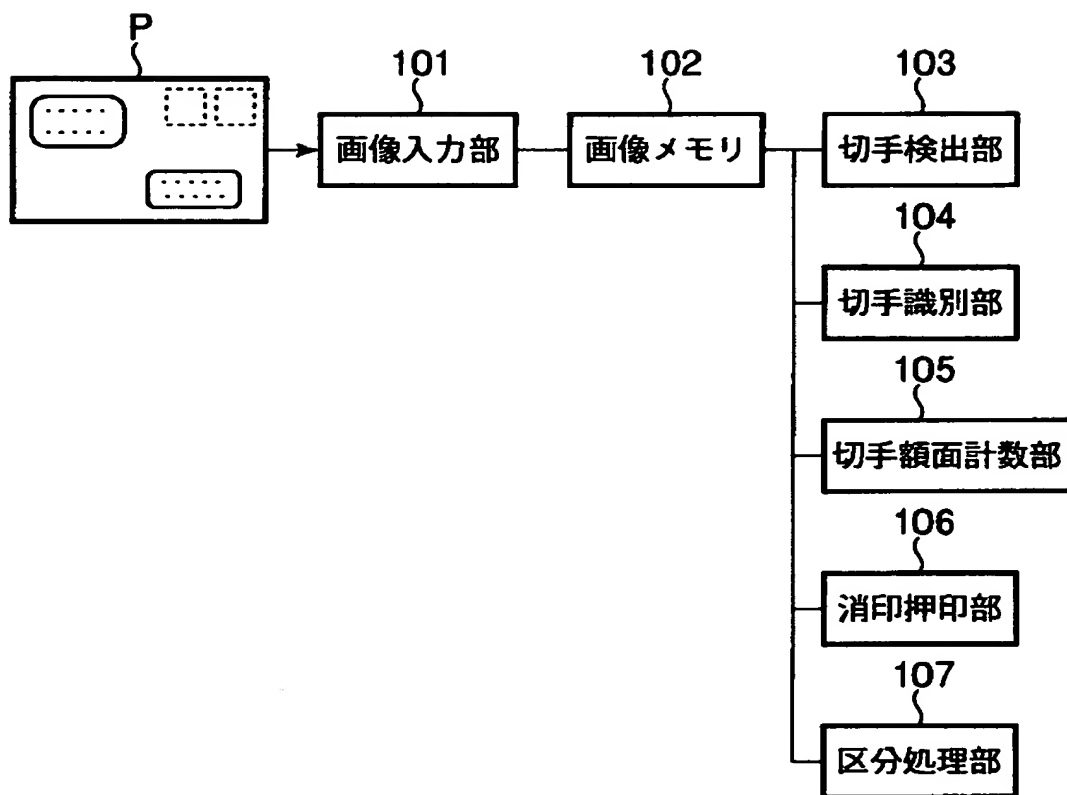 P
101
画像入力部
102
画像メモリ
103
切手検出部
104
切手識別部
105
切手額面計数部
106
消印押印部
107
区分処理部